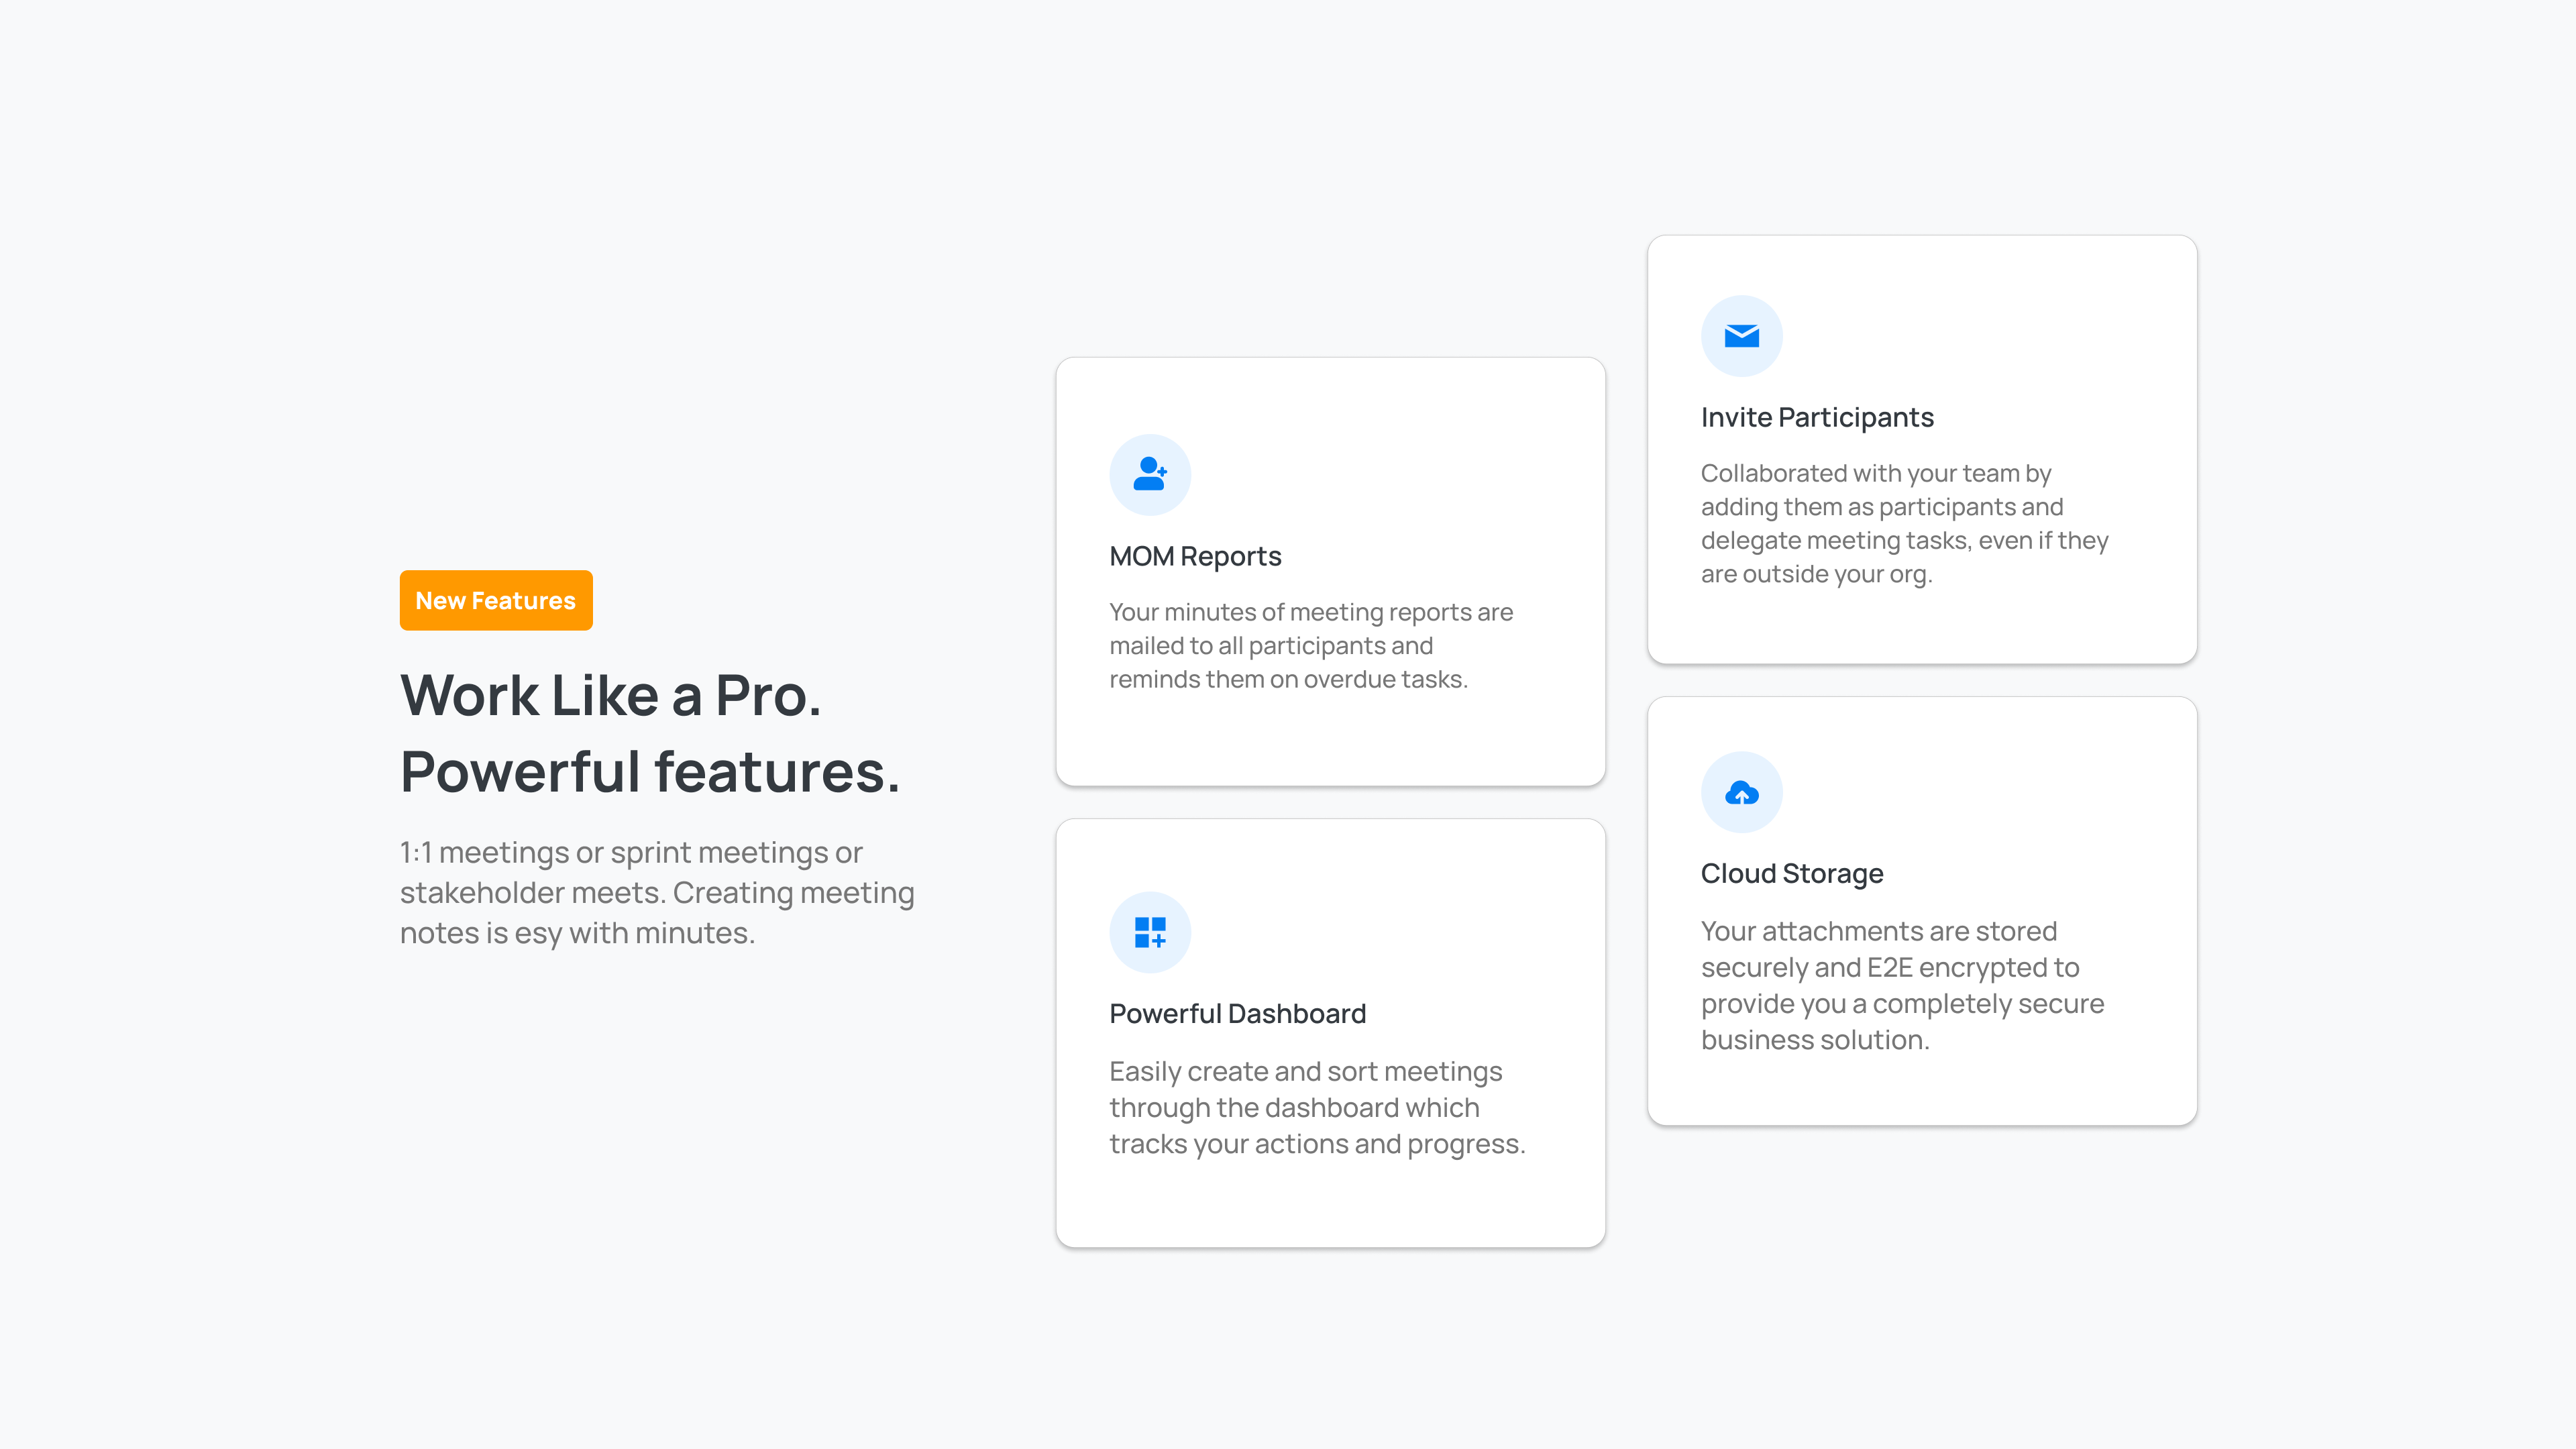 New Features
Work Like a Pro.
Powerful features.
1:1 meetings or sprint meetings or
stakeholder meets. Creating meeting
notes is esy with minutes.
MOM Reports
Your minutes of meeting reports are
mailed to all participants and
reminds them on overdue tasks.
Powerful Dashboard
Easily create and sort meetings
through the dashboard which
tracks your actions and progress.
Invite Participants
Collaborated with your team by
adding them as participants and
delegate meeting tasks, even if they
are outside your org.
Cloud Storage
Your attachments are stored
securely and E2E encrypted to
provide you a completely secure
business solution.